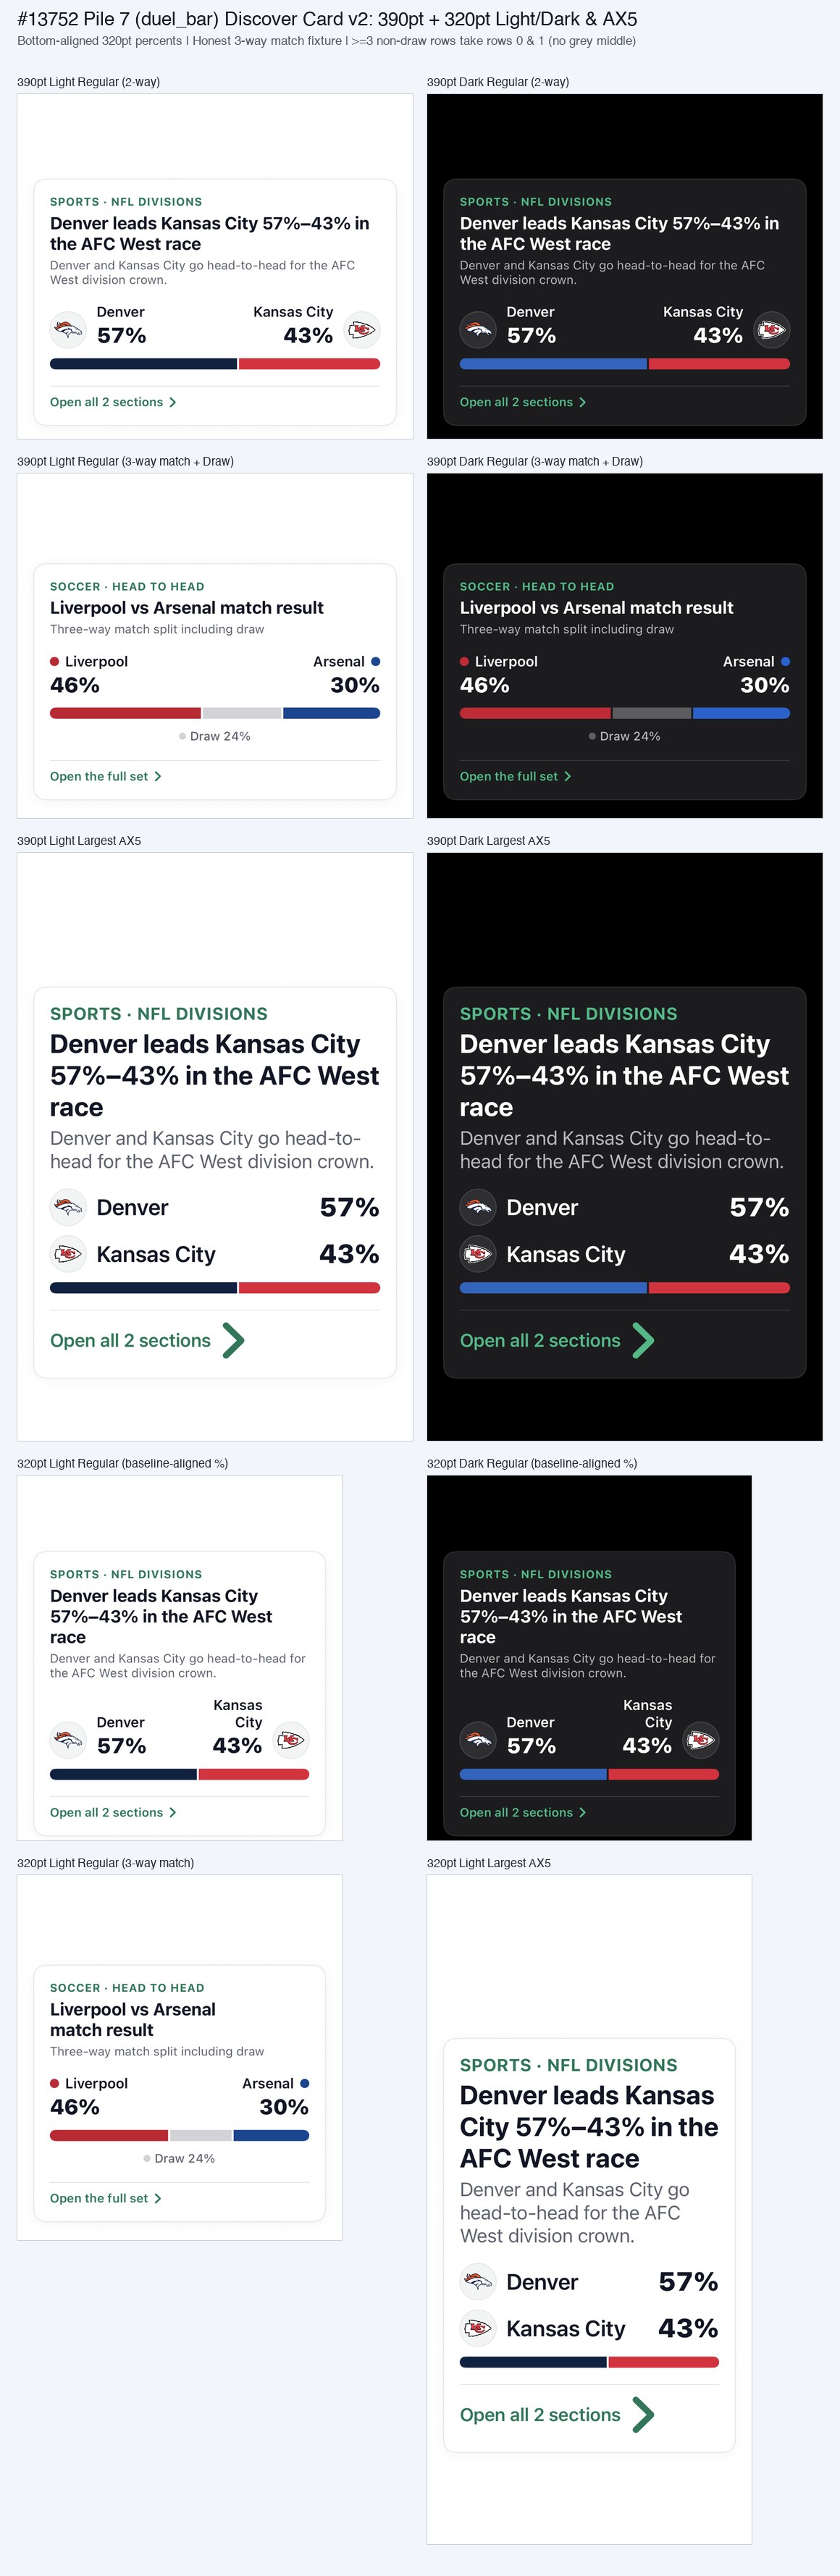 #13752 Pile 7 (duel_bar) Discover Card v2: 390pt + 320pt Light/Dark & AX5
Bottom-aligned 320pt percents | Honest 3-way match fixture | >=3 non-draw rows take rows 0 & 1 (no grey middle)
390pt Light Regular (2-way)
SPORTS · NFL DIVISIONS
Denver leads Kansas City 57%–43% in
the AFC West race
Denver and Kansas City go head-to-head for the AFC
West division crown.
Denver Kansas City
57% 43%
Open all 2 sections
390pt Dark Regular (2-way)
SPORTS · NFL DIVISIONS
Denver leads Kansas City 57%–43% in
the AFC West race
Denver and Kansas City go head-to-head for the AFC
West division crown.
Denver Kansas City
57% 43%
Open all 2 sections
390pt Light Regular (3-way match + Draw)
SOCCER · HEAD TO HEAD
Liverpool vs Arsenal match result
Three-way match split including draw
Liverpool Arsenal
46% 30%
Draw 24%
Open the full set
390pt Dark Regular (3-way match + Draw)
SOCCER · HEAD TO HEAD
Liverpool vs Arsenal match result
Three-way match split including draw
Liverpool Arsenal
46% 30%
Draw 24%
Open the full set
390pt Light Largest AX5
SPORTS · NFL DIVISIONS
Denver leads Kansas City
57%–43% in the AFC West
race
Denver and Kansas City go head-to-
head for the AFC West division crown.
Denver 57%
Kansas City 43%
Open all 2 sections
390pt Dark Largest AX5
SPORTS · NFL DIVISIONS
Denver leads Kansas City
57%–43% in the AFC West
race
Denver and Kansas City go head-to-
head for the AFC West division crown.
Denver 57%
Kansas City 43%
Open all 2 sections
320pt Light Regular (baseline-aligned %)
SPORTS · NFL DIVISIONS
Denver leads Kansas City
57%–43% in the AFC West
race
Denver and Kansas City go head-to-head for
the AFC West division crown.
Kansas
Denver City
57% 43%
Open all 2 sections
320pt Dark Regular (baseline-aligned %)
SPORTS · NFL DIVISIONS
Denver leads Kansas City
57%–43% in the AFC West
race
Denver and Kansas City go head-to-head for
the AFC West division crown.
Kansas
Denver City
57% 43%
Open all 2 sections
320pt Light Regular (3-way match)
SOCCER · HEAD TO HEAD
Liverpool vs Arsenal
match result
Three-way match split including draw
Liverpool Arsenal
46% 30%
Draw 24%
Open the full set
320pt Light Largest AX5
SPORTS · NFL DIVISIONS
Denver leads Kansas
City 57%–43% in the
AFC West race
Denver and Kansas City go
head-to-head for the AFC
West division crown.
Denver 57%
Kansas City 43%
Open all 2 sections